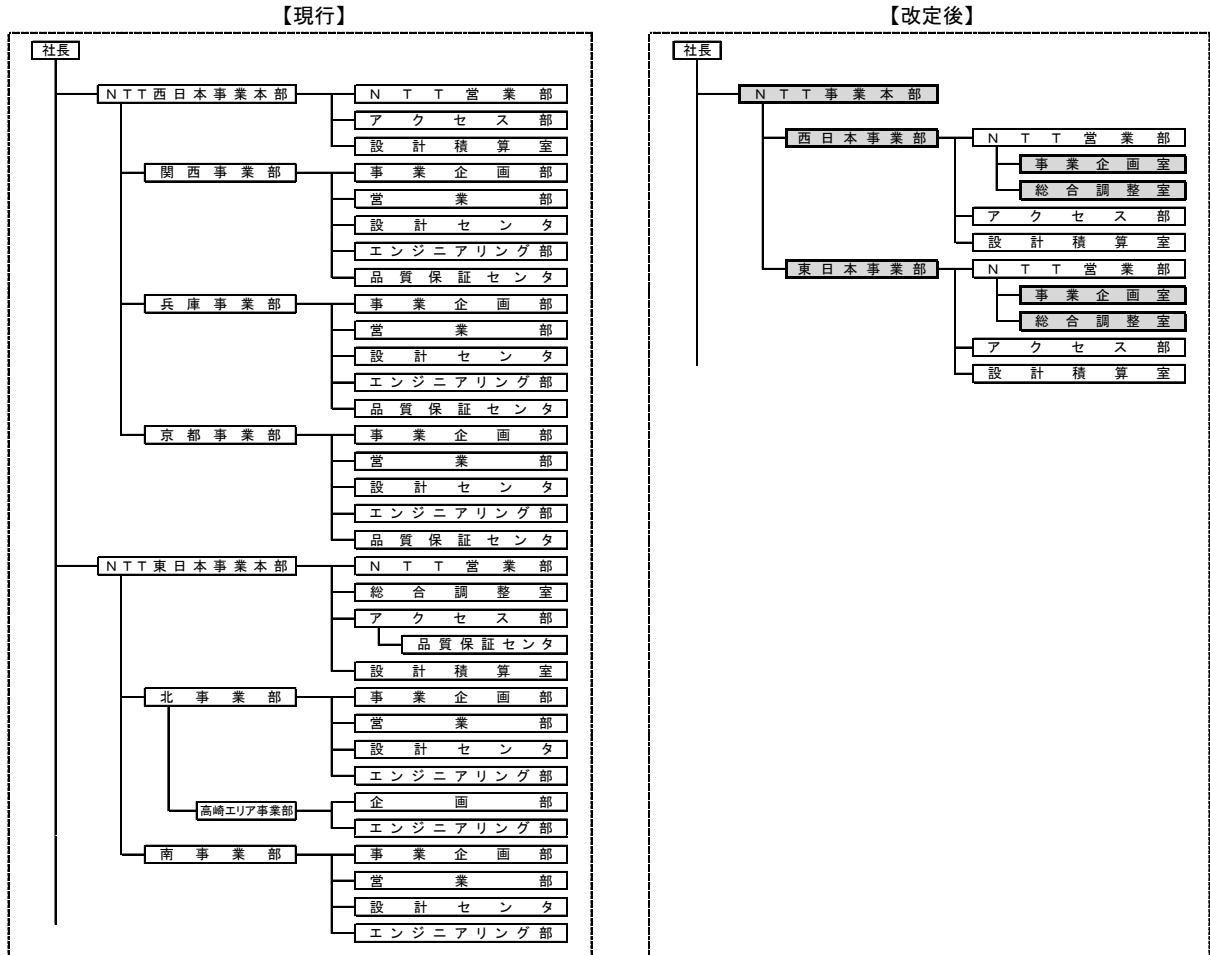 【現行】
社長
NTT西日本事業本部
NTT営業部
アクセス部
設計積算室
関西事業部
事業企画部
営業部
設計センタ
エンジニアリング部
品質保証センタ
兵庫事業部
事業企画部
営業部
設計センタ
エンジニアリング部
品質保証センタ
京都事業部
事業企画部
営業部
設計センタ
エンジニアリング部
品質保証センタ
NTT東日本事業本部
NTT営業部
総合調整室
アクセス部
品質保証センタ
設計積算室
北事業部
事業企画部
営業部
設計センタ
エンジニアリング部
高崎エリア事業部
企画部
エンジニアリング部
南事業部
事業企画部
営業部
設計センタ
エンジニアリング部
【改定後】
社長
NTT事業本部
西日本事業部
NTT営業部
事業企画室
総合調整室
アクセス部
設計積算室
東日本事業部
NTT営業部
事業企画室
総合調整室
アクセス部
設計積算室